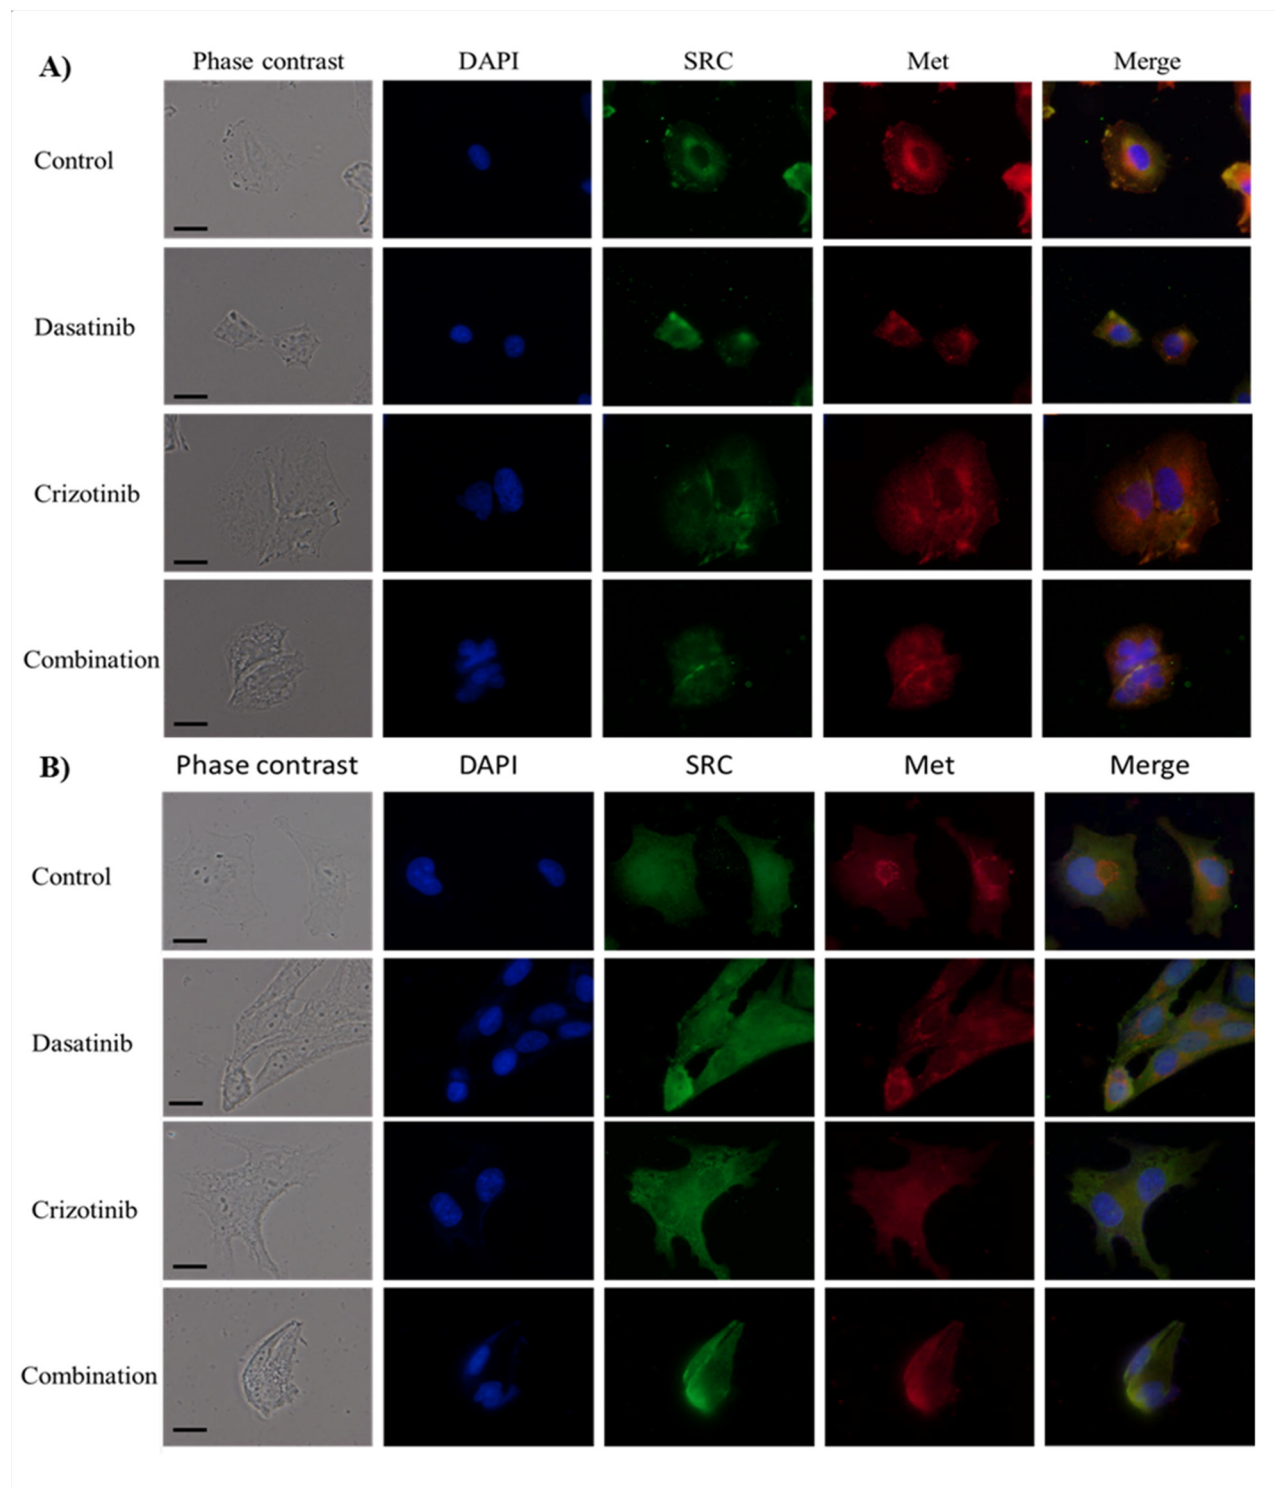 A)
Phase contrast DAPI SRC Met Merge
Control
Dasatinib
Crizotinib
Combination
B)
Phase contrast DAPI SRC Met Merge
Control
Dasatinib
Crizotinib
Combination